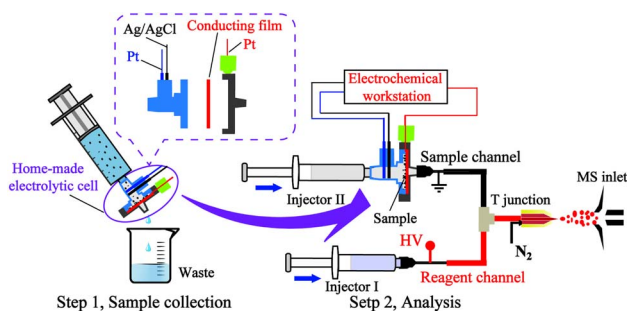 Ag/AgCl
Conducting film
Pt
Pt
Home-made
electrolytic cell
Waste
Step 1, Sample collection
Electrochemical
workstation
Injector II
Sample
Sample channel
T junction
MS inlet
HV
N2
Injector I
Reagent channel
Setp 2, Analysis